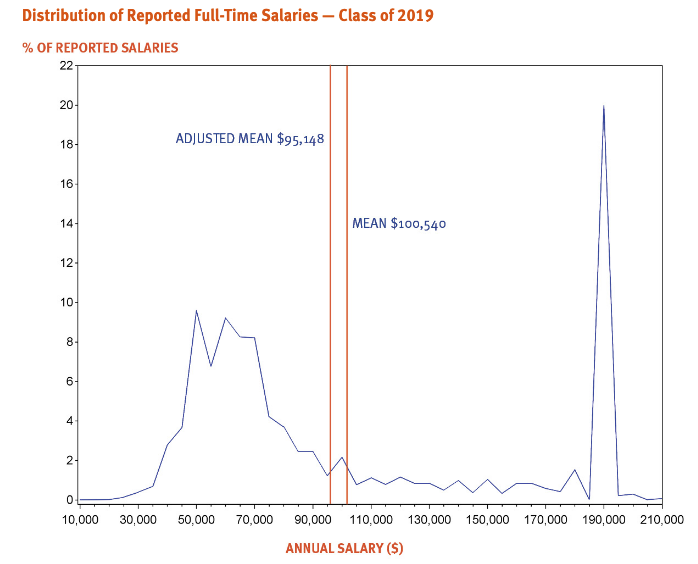 Distribution of Reported Full-Time Salaries — Class of 2019
% OF REPORTED SALARIES
22
20
18
16
14
12
10
8
6
4
2
0
ADJUSTED MEAN $95,148
MEAN $100,540
10,000 30,000 50,000 70,000 90,000 110,000 130,000 150,000 170,000 190,000 210,000
ANNUAL SALARY ($)